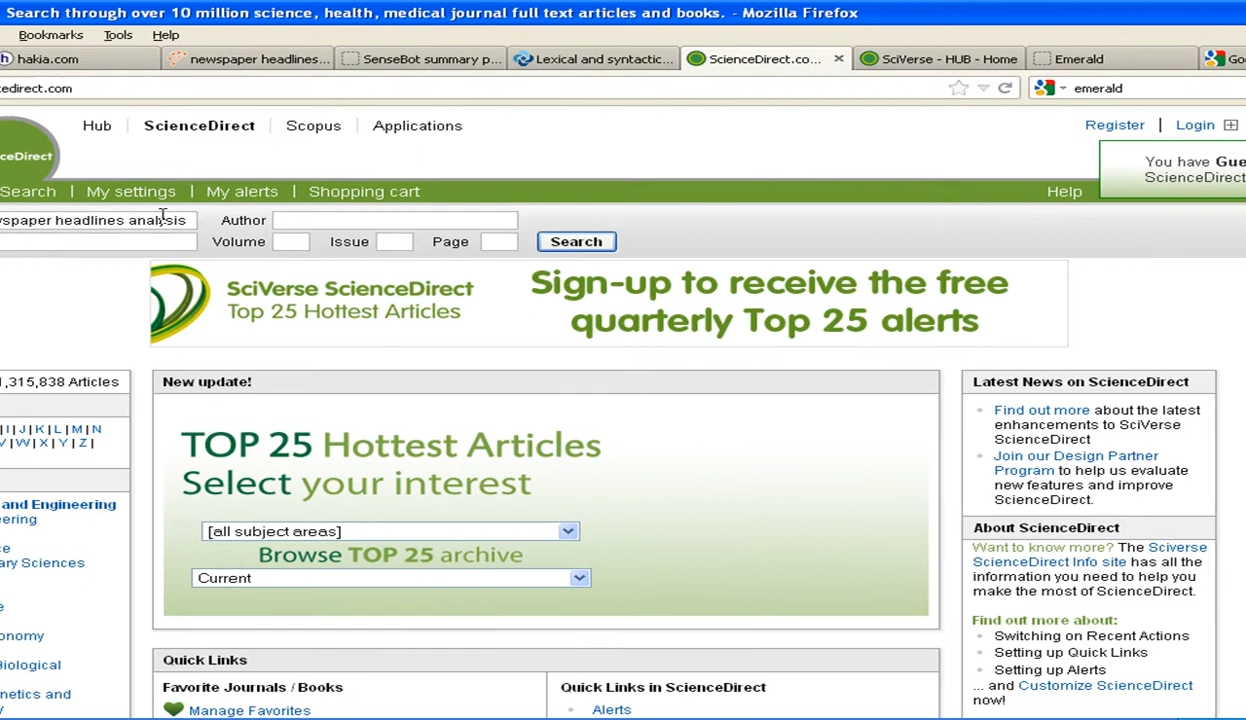 Search through over 10 million science, health, medical journal full text articles and books. - Mozilla Firefox
Bookmarks Tools Help
hakia.com newspaper headlines... SenseBot summary p... Lexical and syntactic... ScienceDirect.co... SciVerse - HUB - Home Emerald Go
edirect.com emerald
Hub ScienceDirect Scopus Applications Register | Login
ceDirect
You have Gue
ScienceDirect
Search | My settings | My alerts | Shopping cart Help
wspaper headlines analysis Author
Volume Issue Page Search
SciVerse ScienceDirect
Top 25 Hottest Articles
Sign-up to receive the free
quarterly Top 25 alerts
1,315,838 Articles
| I | J | K | L | M | N
V | W | X | Y | Z |
and Engineering
eering
ce
ary Sciences
e
onomy
Biological
netics and
New update!
TOP 25 Hottest Articles
Select your interest
[all subject areas]
Browse TOP 25 archive
Current
Quick Links
Favorite Journals / Books
Manage Favorites
Quick Links in ScienceDirect
Alerts
Latest News on ScienceDirect
Find out more about the latest
enhancements to SciVerse
ScienceDirect
Join our Design Partner
Program to help us evaluate
new features and improve
ScienceDirect.
About ScienceDirect
Want to know more? The Sciverse
ScienceDirect Info site has all the
information you need to help you
make the most of ScienceDirect.
Find out more about:
Switching on Recent Actions
Setting up Quick Links
Setting up Alerts
... and Customize ScienceDirect
now!